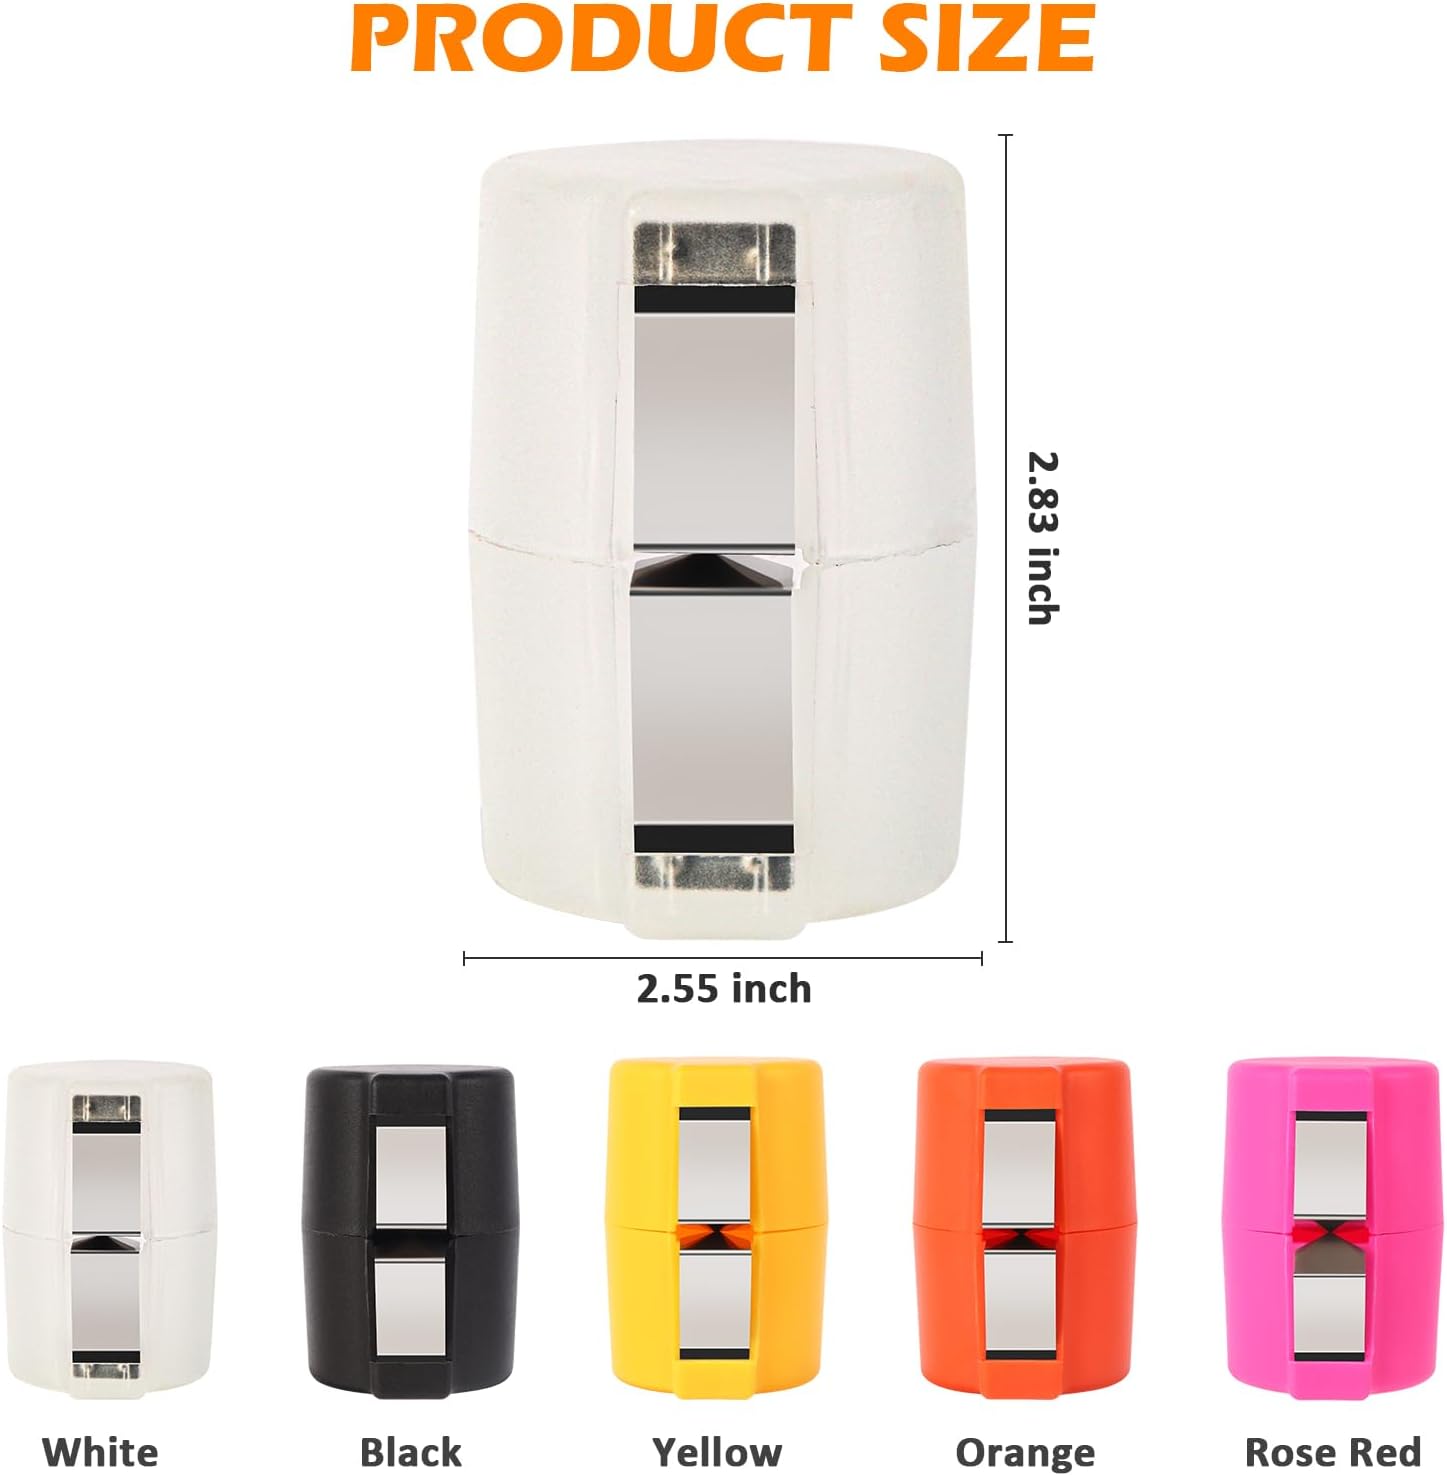 PRODUCT SIZE
2.83 inch
2.55 inch
White
Black
Yellow
Orange
Rose Red